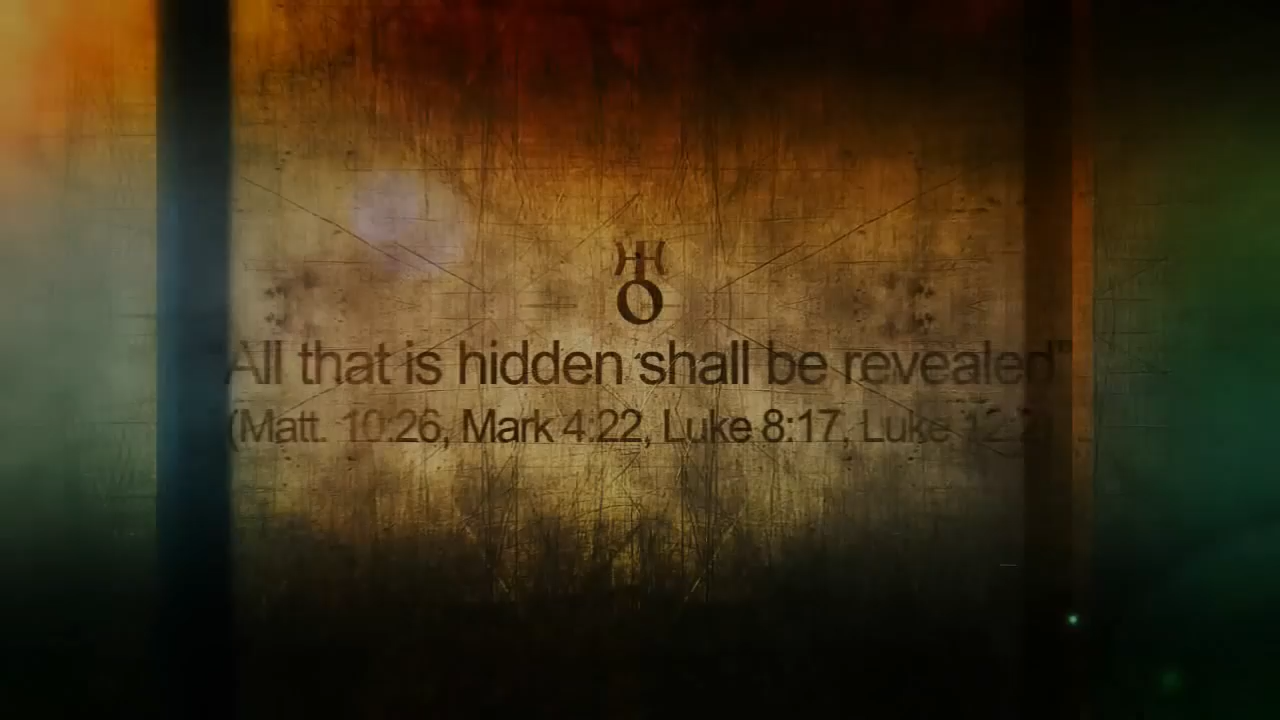 "All that is hidden shall be revealed"
(Matt. 10:26, Mark 4:22, Luke 8:17, Luke 12:2)